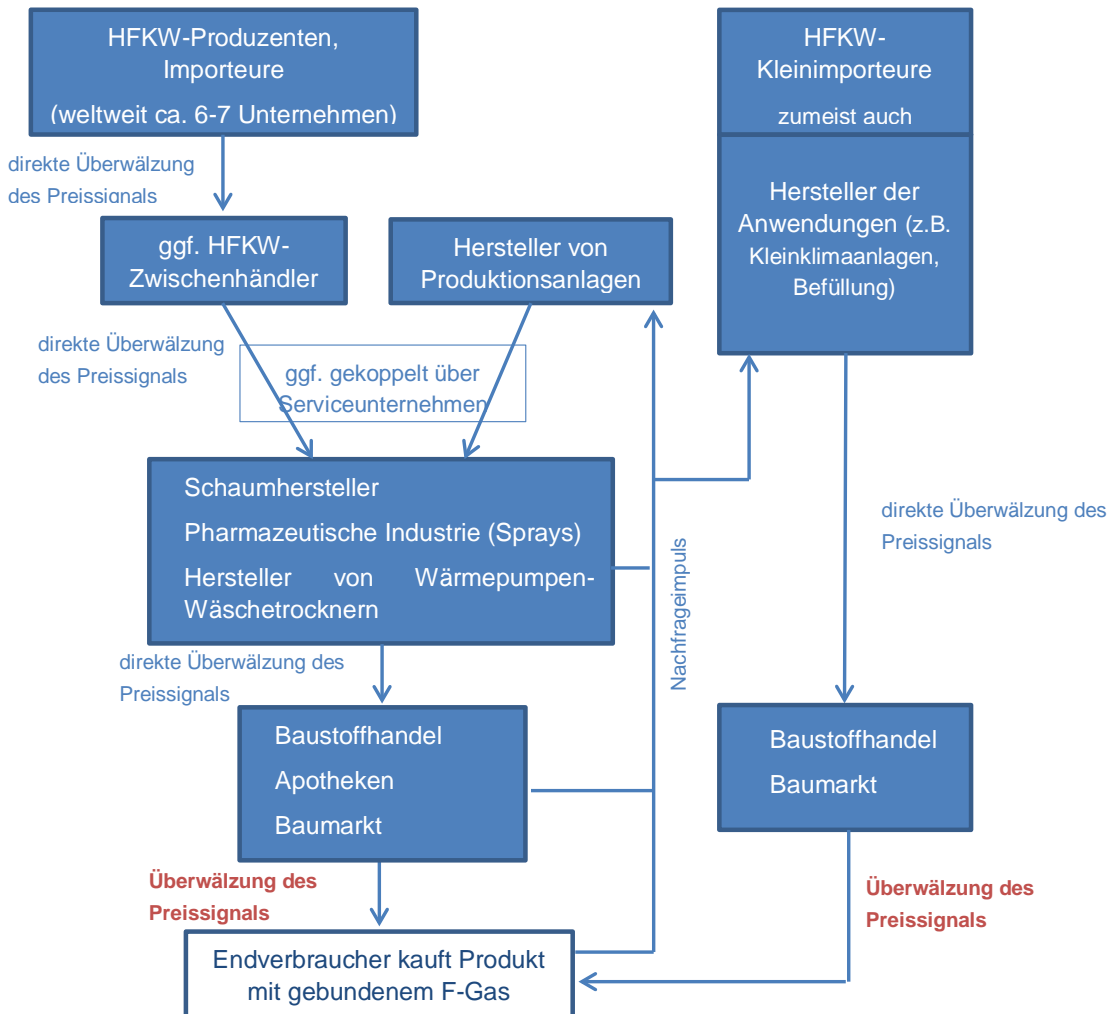 HFKW-Produzenten,
Importeure
(weltweit ca. 6-7 Unternehmen)
HFKW-
Kleinimporteure
zumeist auch
direkte Überwälzung
des Preissignals
Hersteller der
Anwendungen (z.B.
Kleinklimaanlagen,
Befüllung)
ggf. HFKW-
Zwischenhändler
Hersteller von
Produktionsanlagen
direkte Überwälzung
des Preissignals
ggf. gekoppelt über
Serviceunternehmen
Schaumhersteller
Pharmazeutische Industrie (Sprays)
Hersteller von Wärmepumpen-
Wäschetrocknern
Nachfrageimpuls
direkte Überwälzung des
Preissignals
direkte Überwälzung des
Preissignals
Baustoffhandel
Apotheken
Baumarkt
Baustoffhandel
Baumarkt
Überwälzung des
Preissignals
Überwälzung des
Preissignals
Endverbraucher kauft Produkt
mit gebundenem F-Gas